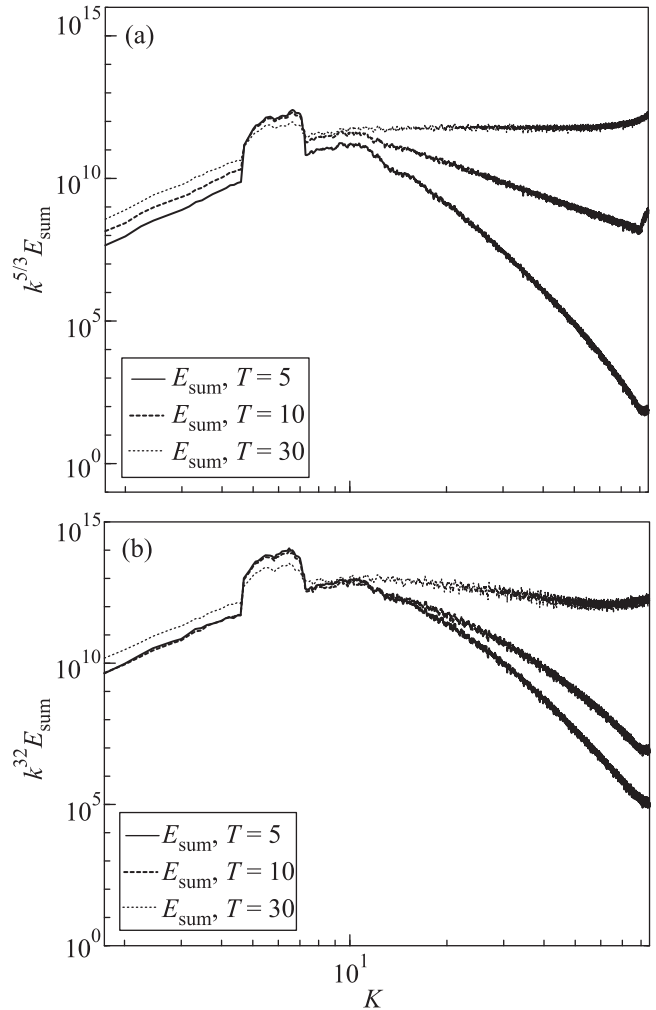 (a)
10^15
10^10
10^5
10^0
k^{5/3}E_sum
E_sum, T = 5
E_sum, T = 10
E_sum, T = 30
(b)
10^15
10^10
10^5
10^0
k^{32}E_sum
E_sum, T = 5
E_sum, T = 10
E_sum, T = 30
10^1
K